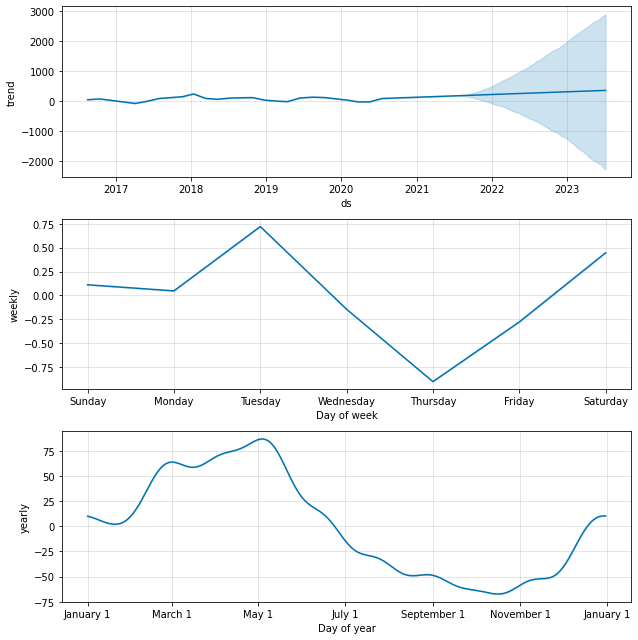 3000
2000
1000
0
−1000
−2000
trend
2017 2018 2019 2020 2021 2022 2023
ds
0.75
0.50
0.25
0.00
−0.25
−0.50
−0.75
weekly
Sunday Monday Tuesday Wednesday Thursday Friday Saturday
Day of week
75
50
25
0
−25
−50
−75
yearly
January 1 March 1 May 1 July 1 September 1 November 1 January 1
Day of year